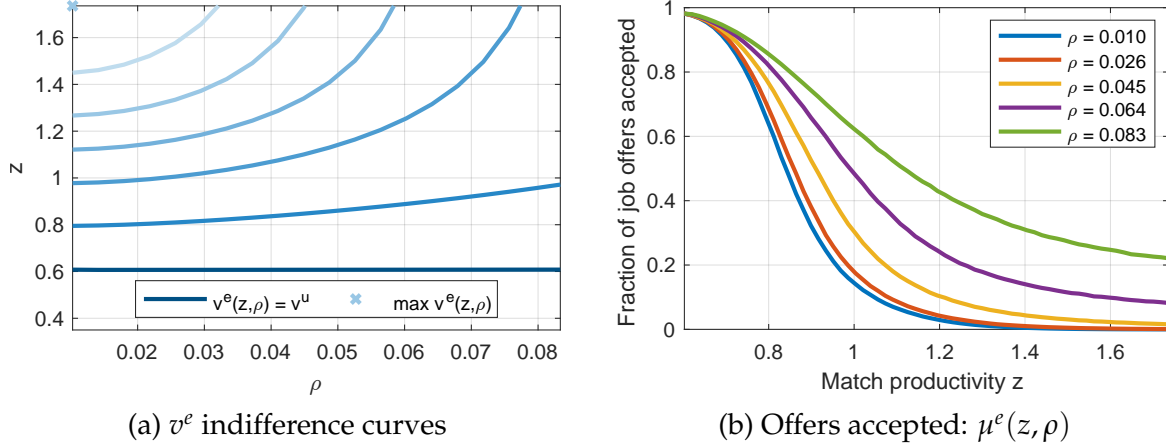 1.6
1.4
1.2
1
0.8
0.6
0.4
z
v^e(z,ρ) = v^u
max v^e(z,ρ)
0.02 0.03 0.04 0.05 0.06 0.07 0.08
ρ
(a) v^e indifference curves
1
0.8
0.6
0.4
0.2
0
Fraction of job offers accepted
ρ = 0.010
ρ = 0.026
ρ = 0.045
ρ = 0.064
ρ = 0.083
0.8 1 1.2 1.4 1.6
Match productivity z
(b) Offers accepted: μ^e(z, ρ)